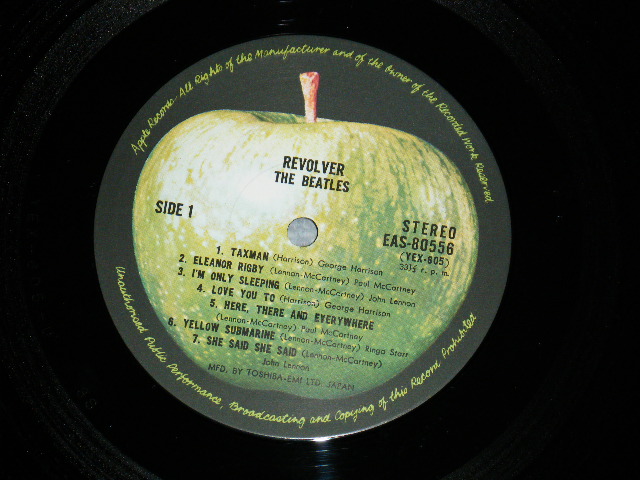 Apple Records—All Rights of the Manufacturer and of the Owner of the Recorded Work Reserved
REVOLVER
THE BEATLES
SIDE 1
STEREO
EAS-80556
(YEX-605)
33⅓ r. p. m.
1. TAXMAN (Harrison) George Harrison
2. ELEANOR RIGBY (Lennon-McCartney) Paul McCartney
3. I'M ONLY SLEEPING (Lennon-McCartney) John Lennon
4. LOVE YOU TO (Harrison) George Harrison
5. HERE, THERE AND EVERYWHERE
(Lennon-McCartney) Paul McCartney
6. YELLOW SUBMARINE (Lennon-McCartney) Ringo Starr
7. SHE SAID SHE SAID (Lennon-McCartney)
John Lennon
MFD. BY TOSHIBA-EMI LTD. JAPAN
Unauthorised Public Performance, Broadcasting and Copying of this Record Prohibited